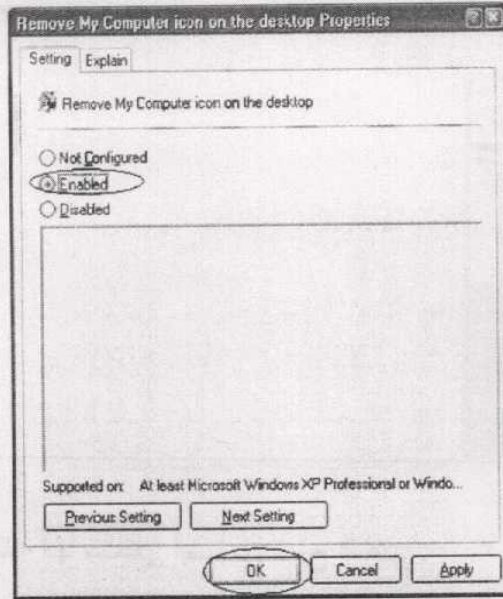 Remove My Computer icon on the desktop Properties
Setting Explain
Remove My Computer icon on the desktop
Not Configured
Enabled
Disabled
Supported on: At least Microsoft Windows XP Professional or Windo...
Previous Setting Next Setting
OK Cancel Apply